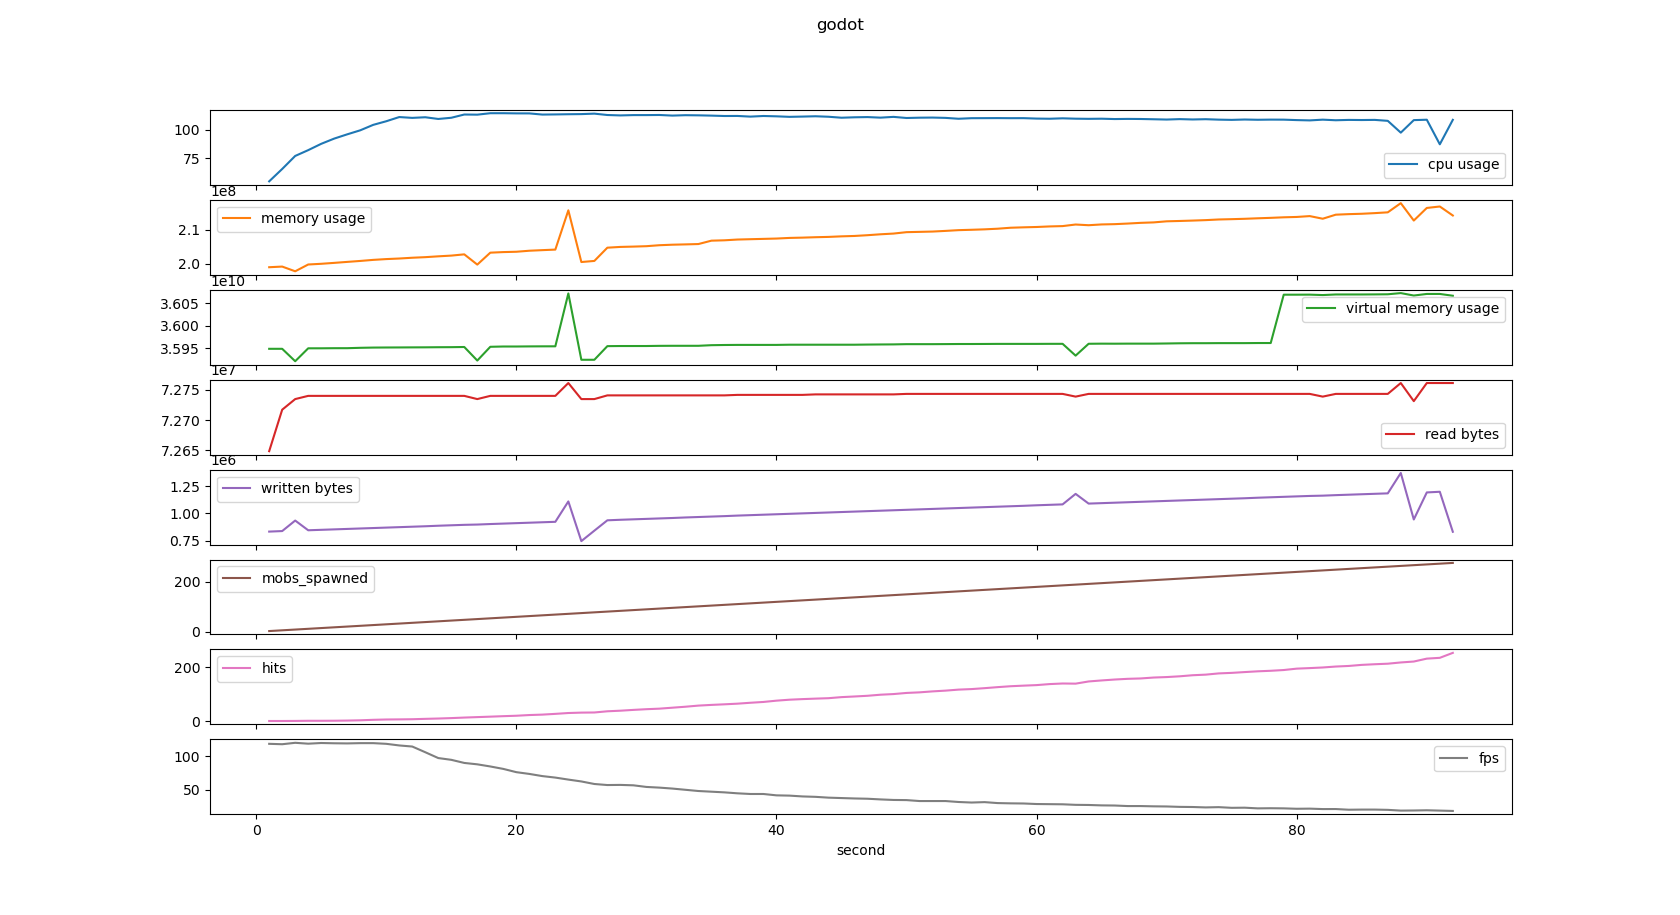 godot
100
75
cpu usage
1e8
memory usage
2.1
2.0
1e10
3.605
3.600
3.595
virtual memory usage
1e7
7.275
7.270
7.265
read bytes
1e6
written bytes
1.25
1.00
0.75
mobs_spawned
200
0
hits
200
0
fps
100
50
0 20 40 60 80
second